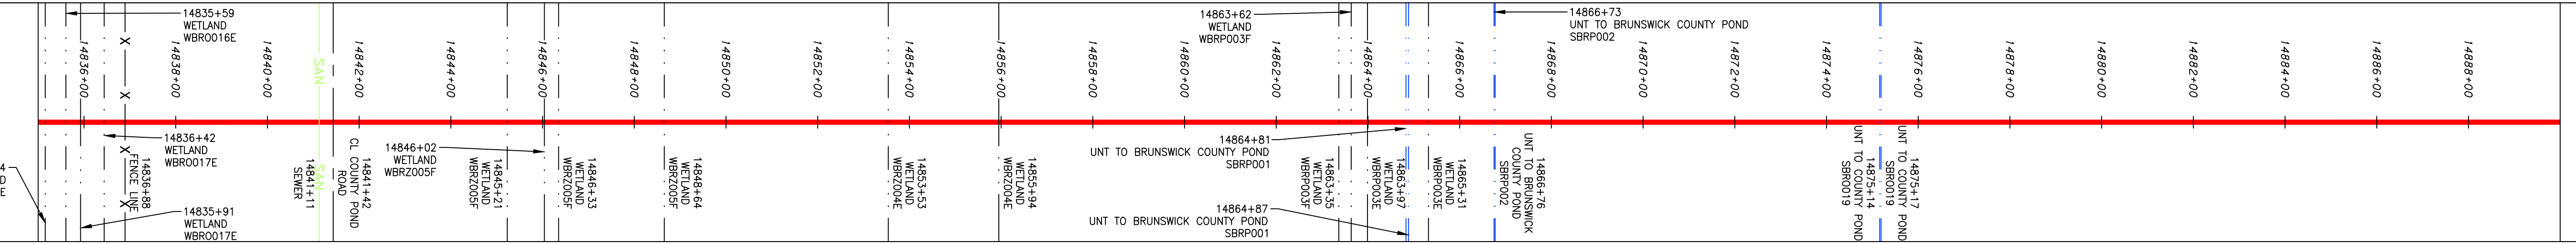 14835+59
WETLAND
WBRO016E
14863+62
WETLAND
WBRP003F
14866+73
UNT TO BRUNSWICK COUNTY POND
SBRP002
14836+00
14838+00
14840+00
SAN
14842+00
14844+00
14846+00
14848+00
14850+00
14852+00
14854+00
14856+00
14858+00
14860+00
14862+00
14864+00
14866+00
14868+00
14870+00
14872+00
14874+00
14876+00
14878+00
14880+00
14882+00
14884+00
14886+00
14888+00
4
D
E
14836+42
WETLAND
WBRO017E
14836+88
FENCE LINE
14835+91
WETLAND
WBRO017E
14841+11
SEWER
SAN
14841+42
CL COUNTY POND
ROAD
14846+02
WETLAND
WBRZ005F
14845+21
WETLAND
WBRZ005F
14846+33
WETLAND
WBRZ005F
14848+64
WETLAND
WBRZ005F
14853+53
WETLAND
WBRZ004E
14855+94
WETLAND
WBRZ004E
14864+81
UNT TO BRUNSWICK COUNTY POND
SBRP001
14864+87
UNT TO BRUNSWICK COUNTY POND
SBRP001
14863+35
WETLAND
WBRP003F
14863+97
WETLAND
WBRP003E
14865+31
WETLAND
WBRP003E
14866+76
UNT TO BRUNSWICK
COUNTY POND
SBRP002
14875+14
UNT TO COUNTY POND
SBRO019
14875+17
UNT TO COUNTY POND
SBRO019